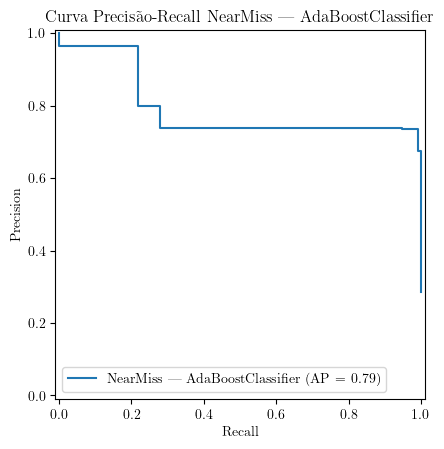 Curva Precisão-Recall NearMiss — AdaBoostClassifier
1.0
0.8
0.6
0.4
0.2
0.0
Precision
NearMiss — AdaBoostClassifier (AP = 0.79)
0.0 0.2 0.4 0.6 0.8 1.0
Recall